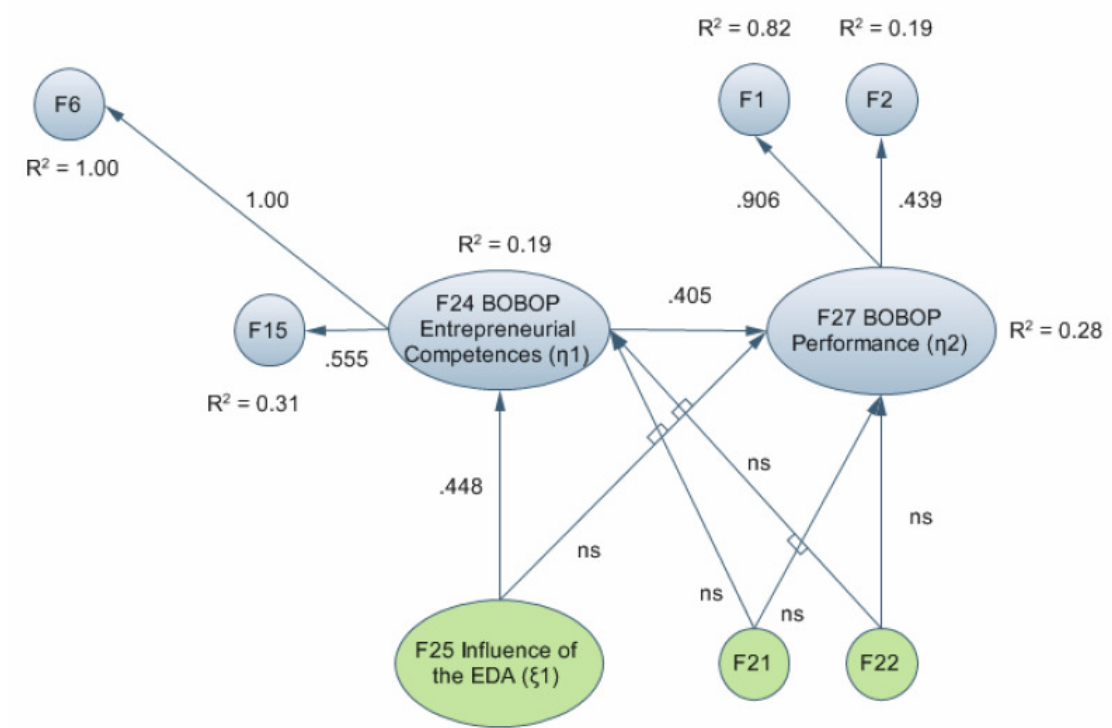 R² = 0.82
R² = 0.19
F6
F1
F2
R² = 1.00
1.00
.906
.439
R² = 0.19
F24 BOBOP
Entrepreneurial
Competences (η1)
.405
F27 BOBOP
Performance (η2)
R² = 0.28
F15
.555
R² = 0.31
.448
ns
ns
ns
ns
ns
F25 Influence of
the EDA (ξ1)
F21
F22